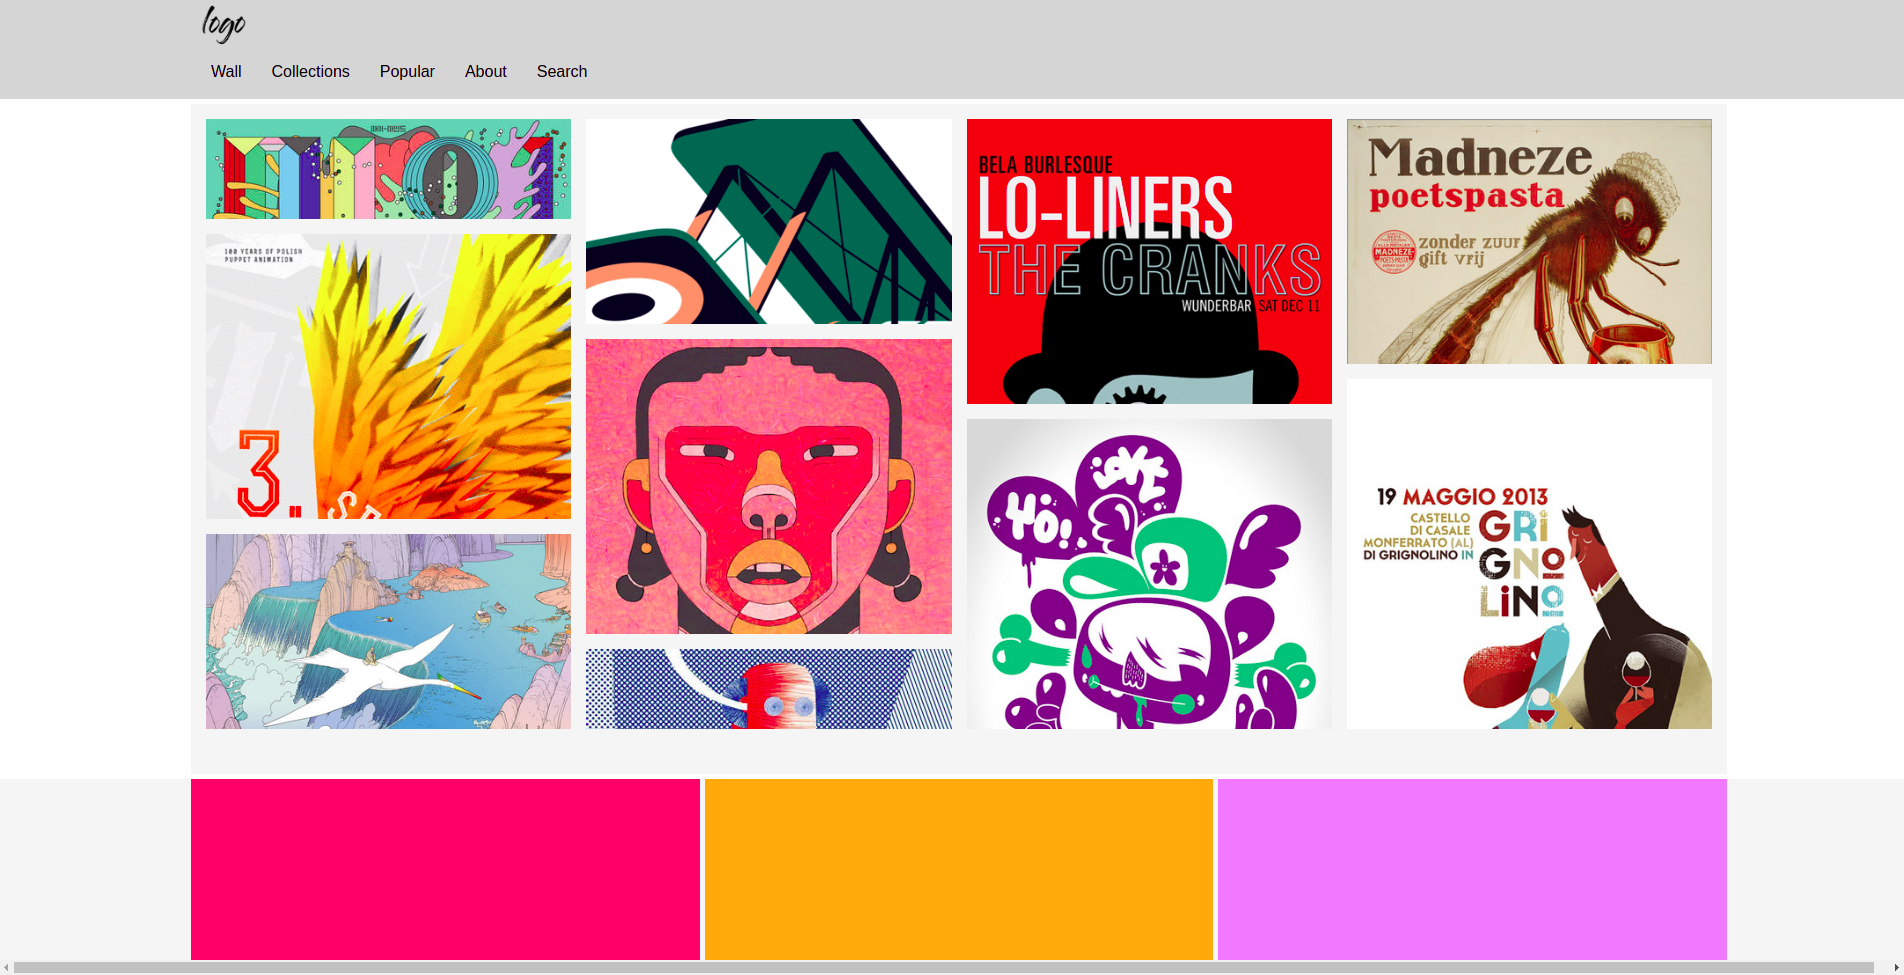 logo
Wall
Collections
Popular
About
Search
100 YEARS OF POLISH
PUPPET ANIMATION
3
BELA BURLESQUE
LO-LINERS
THE CRANKS
WUNDERBAR SAT DEC 11
Madneze
poetspasta
zonder zuur
gift vrij
MADNEZE
YO!
LOVE
19 MAGGIO 2013
CASTELLO
DI CASALE
MONFERRATO (AL)
DI GRIGNOLINO IN
GRi
GNO
LiNO